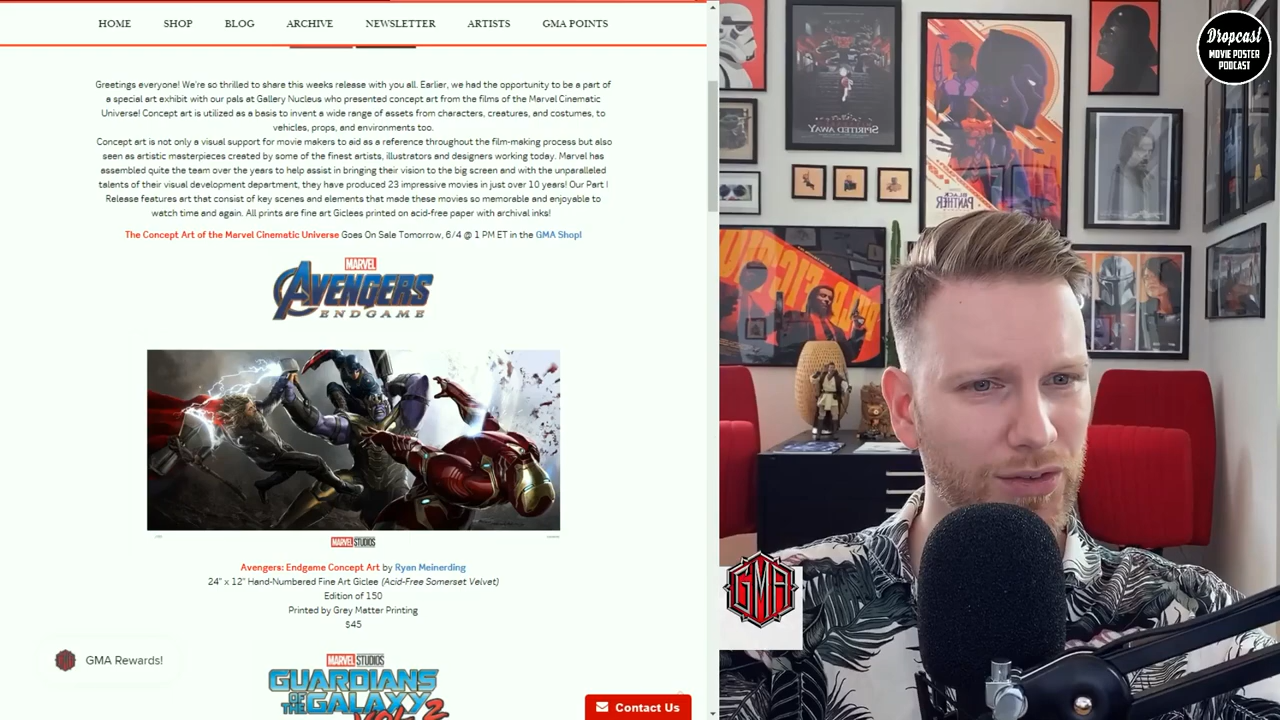 HOME SHOP BLOG ARCHIVE NEWSLETTER ARTISTS GMA POINTS
Greetings everyone! We're so thrilled to share this weeks release with you all. Earlier, we had the opportunity to be a part of
a special art exhibit with our pals at Gallery Nucleus who presented concept art from the films of the Marvel Cinematic
Universe! Concept art is utilized as a basis to invent a wide range of assets from characters, creatures, and costumes, to
vehicles, props, and environments too.
Concept art is not only a visual support for movie makers to aid as a reference throughout the film-making process but also
seen as artistic masterpieces created by some of the finest artists, illustrators and designers working today. Marvel has
assembled quite the team over the years to help assist in bringing their vision to the big screen and with the unparalleled
talents of their visual development department, they have produced 23 impressive movies in just over 10 years! Our Part I
Release features art that consist of key scenes and elements that made these movies so memorable and enjoyable to
watch time and again. All prints are fine art Giclees printed on acid-free paper with archival inks!
The Concept Art of the Marvel Cinematic Universe Goes On Sale Tomorrow, 6/4 @ 1 PM ET in the GMA Shop!
MARVEL
AVENGERS
ENDGAME
MARVEL STUDIOS
Avengers: Endgame Concept Art by Ryan Meinerding
24" x 12" Hand-Numbered Fine Art Giclee (Acid-Free Somerset Velvet)
Edition of 150
Printed by Grey Matter Printing
$45
MARVEL STUDIOS
GUARDIANS
OF THE GALAXY
VOL. 2
GMA Rewards!
Contact Us
Dropcast
MOVIE POSTER
PODCAST
SPIRITED AWAY
BLACK
PANTHER
PULP FICTION
GMA